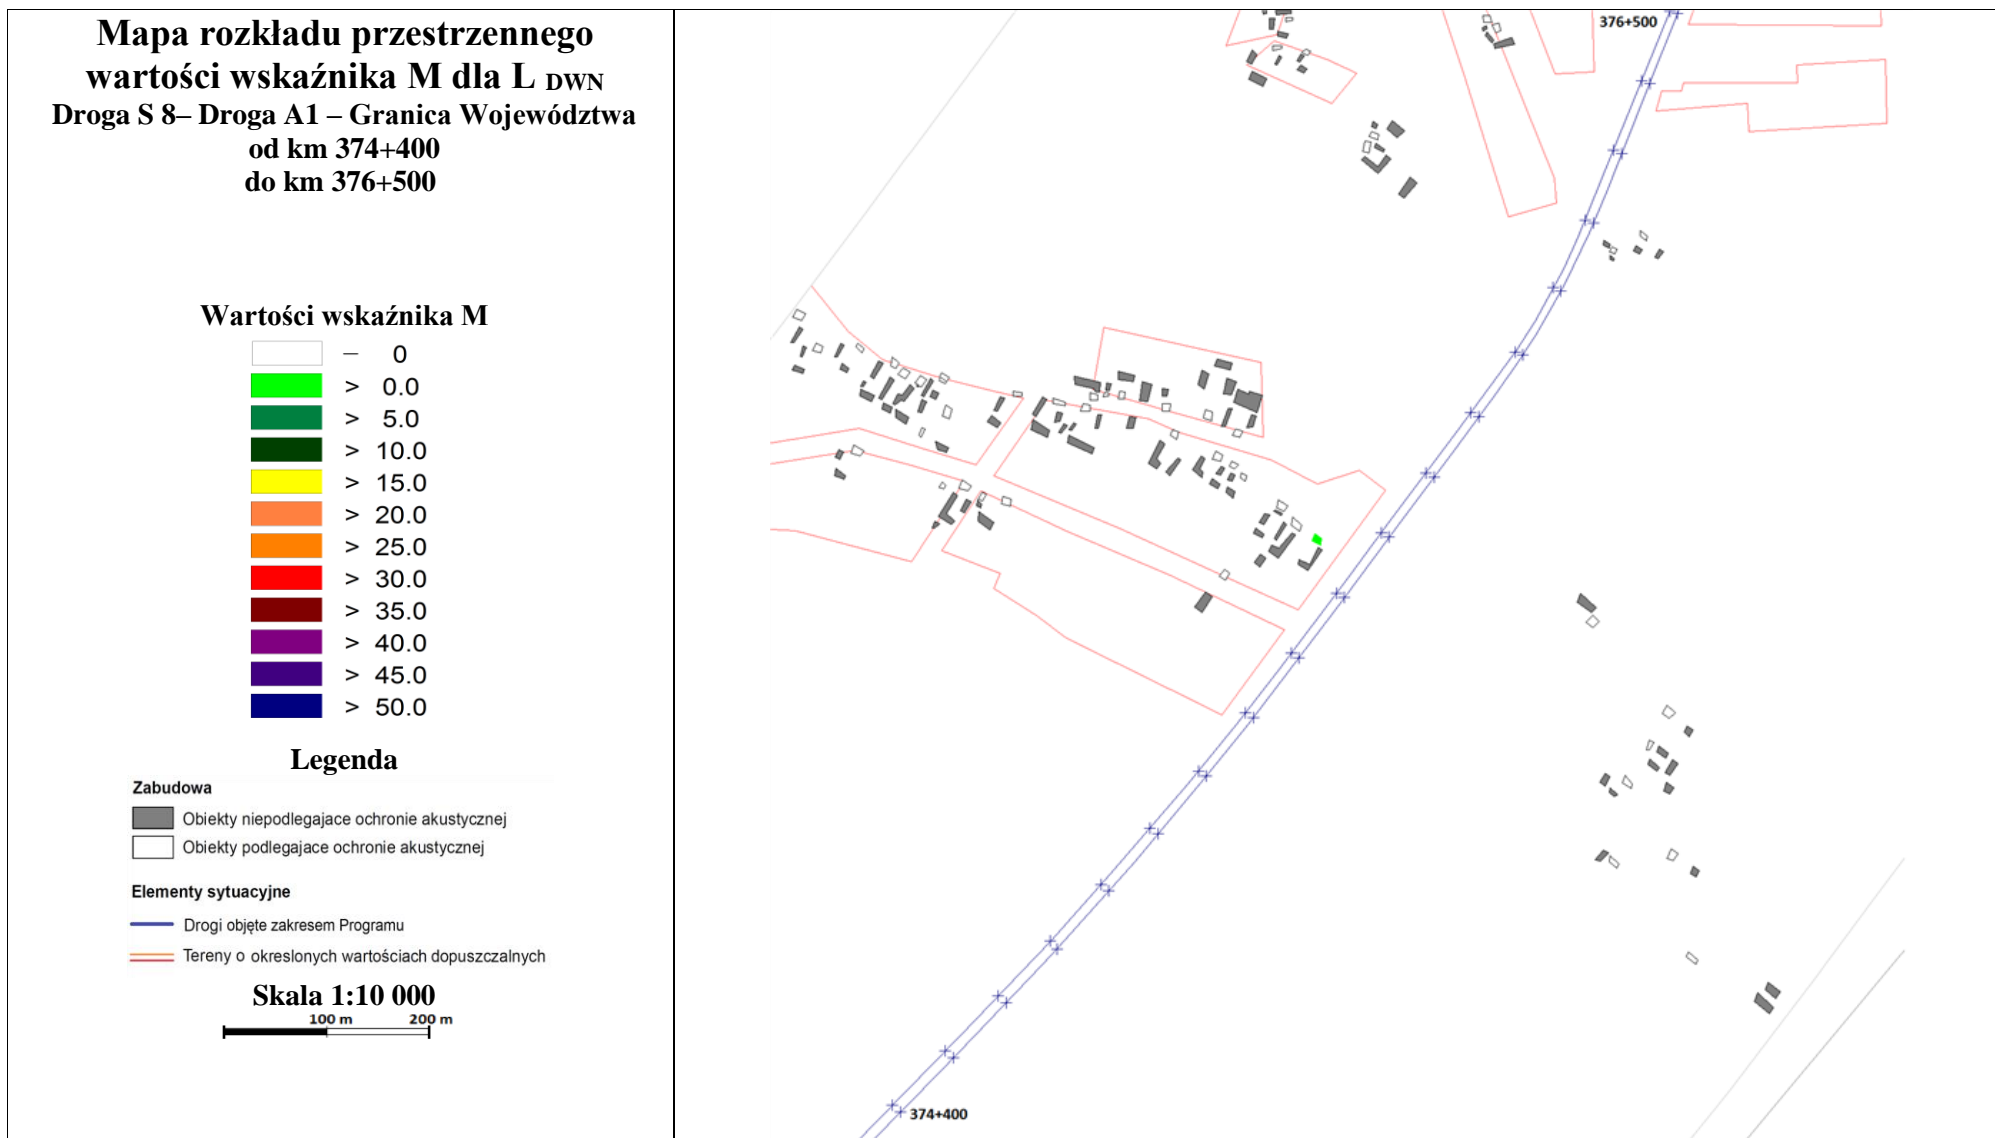 Mapa rozkładu przestrzennego
wartości wskaźnika M dla L DWN
Droga S 8– Droga A1 – Granica Województwa
od km 374+400
do km 376+500
Wartości wskaźnika M
– 0
> 0.0
> 5.0
> 10.0
> 15.0
> 20.0
> 25.0
> 30.0
> 35.0
> 40.0
> 45.0
> 50.0
Legenda
Zabudowa
Obiekty niepodlegajace ochronie akustycznej
Obiekty podlegajace ochronie akustycznej
Elementy sytuacyjne
Drogi objęte zakresem Programu
Tereny o okreslonych wartościach dopuszczalnych
Skala 1:10 000
100 m 200 m
376+500
374+400